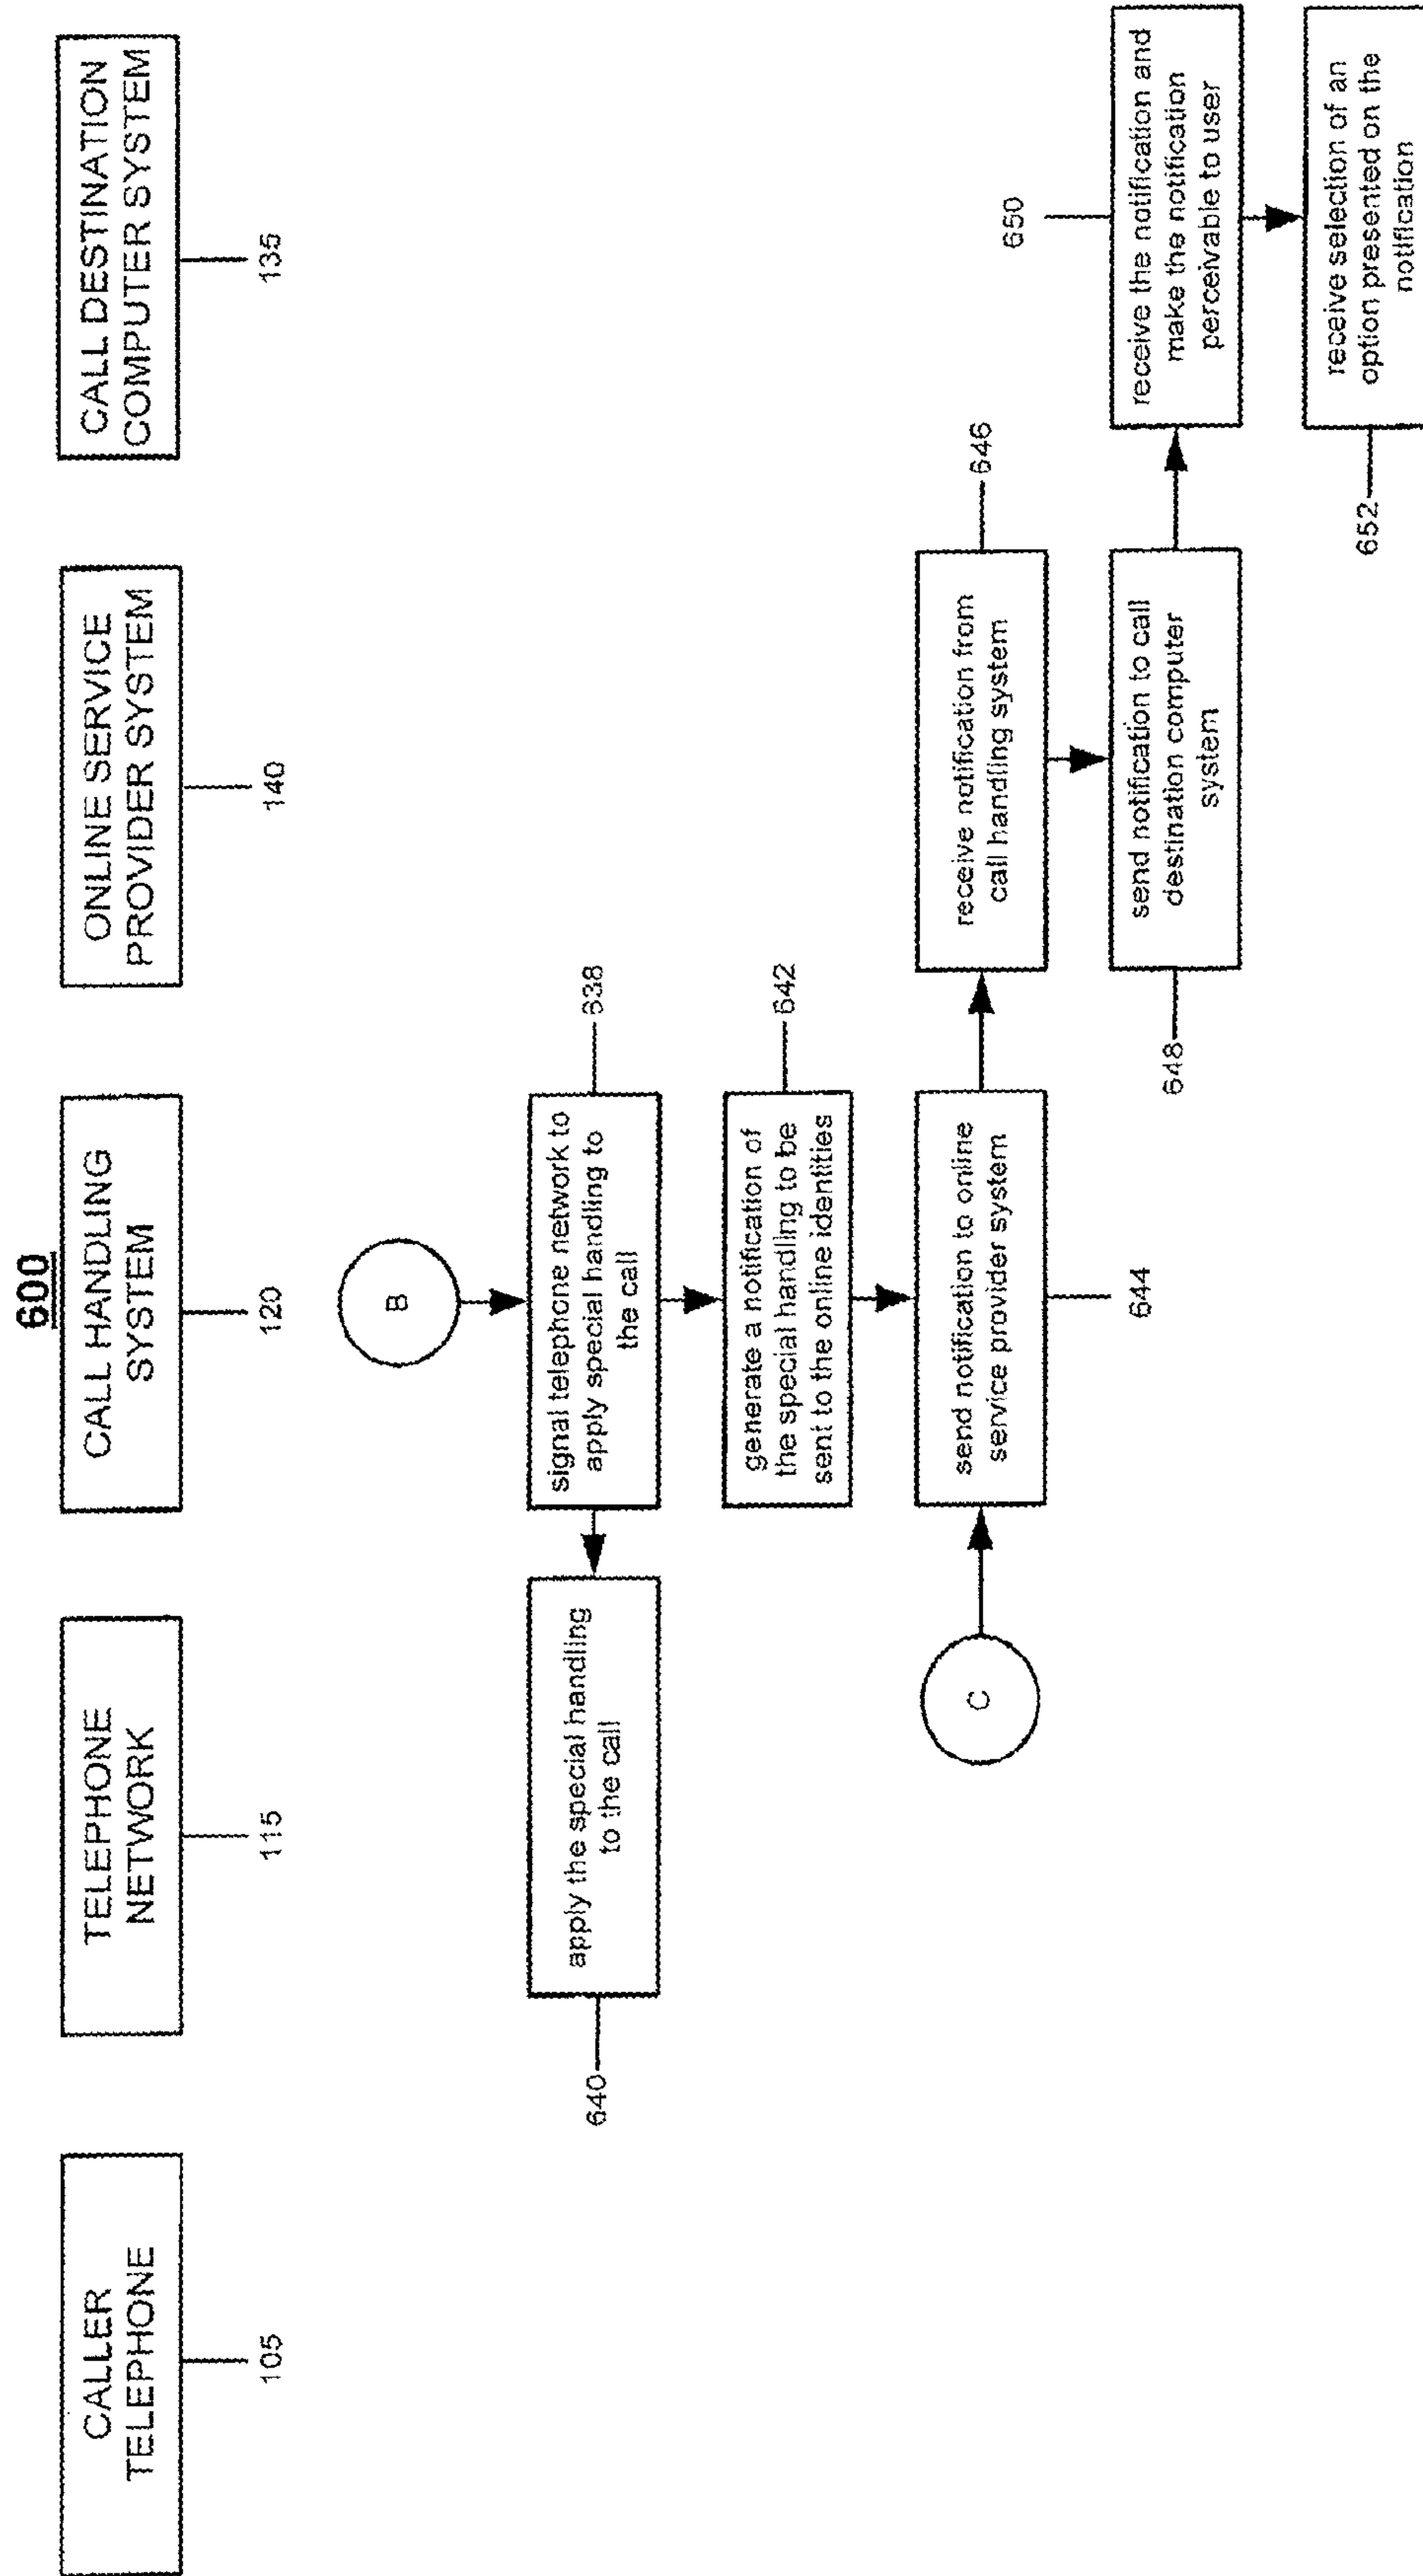 600
CALLER
TELEPHONE
105
TELEPHONE
NETWORK
115
CALL HANDLING
SYSTEM
120
ONLINE SERVICE
PROVIDER SYSTEM
140
CALL DESTINATION
COMPUTER SYSTEM
135
B
signal telephone network to
apply special handling to
the call
638
apply the special handling
to the call
640
generate a notification of
the special handling to be
sent to the online identities
642
C
send notification to online
service provider system
644
receive notification from
call handling system
646
send notification to call
destination computer
system
648
receive the notification and
make the notification
perceivable to user
650
receive selection of an
option presented on the
notification
652